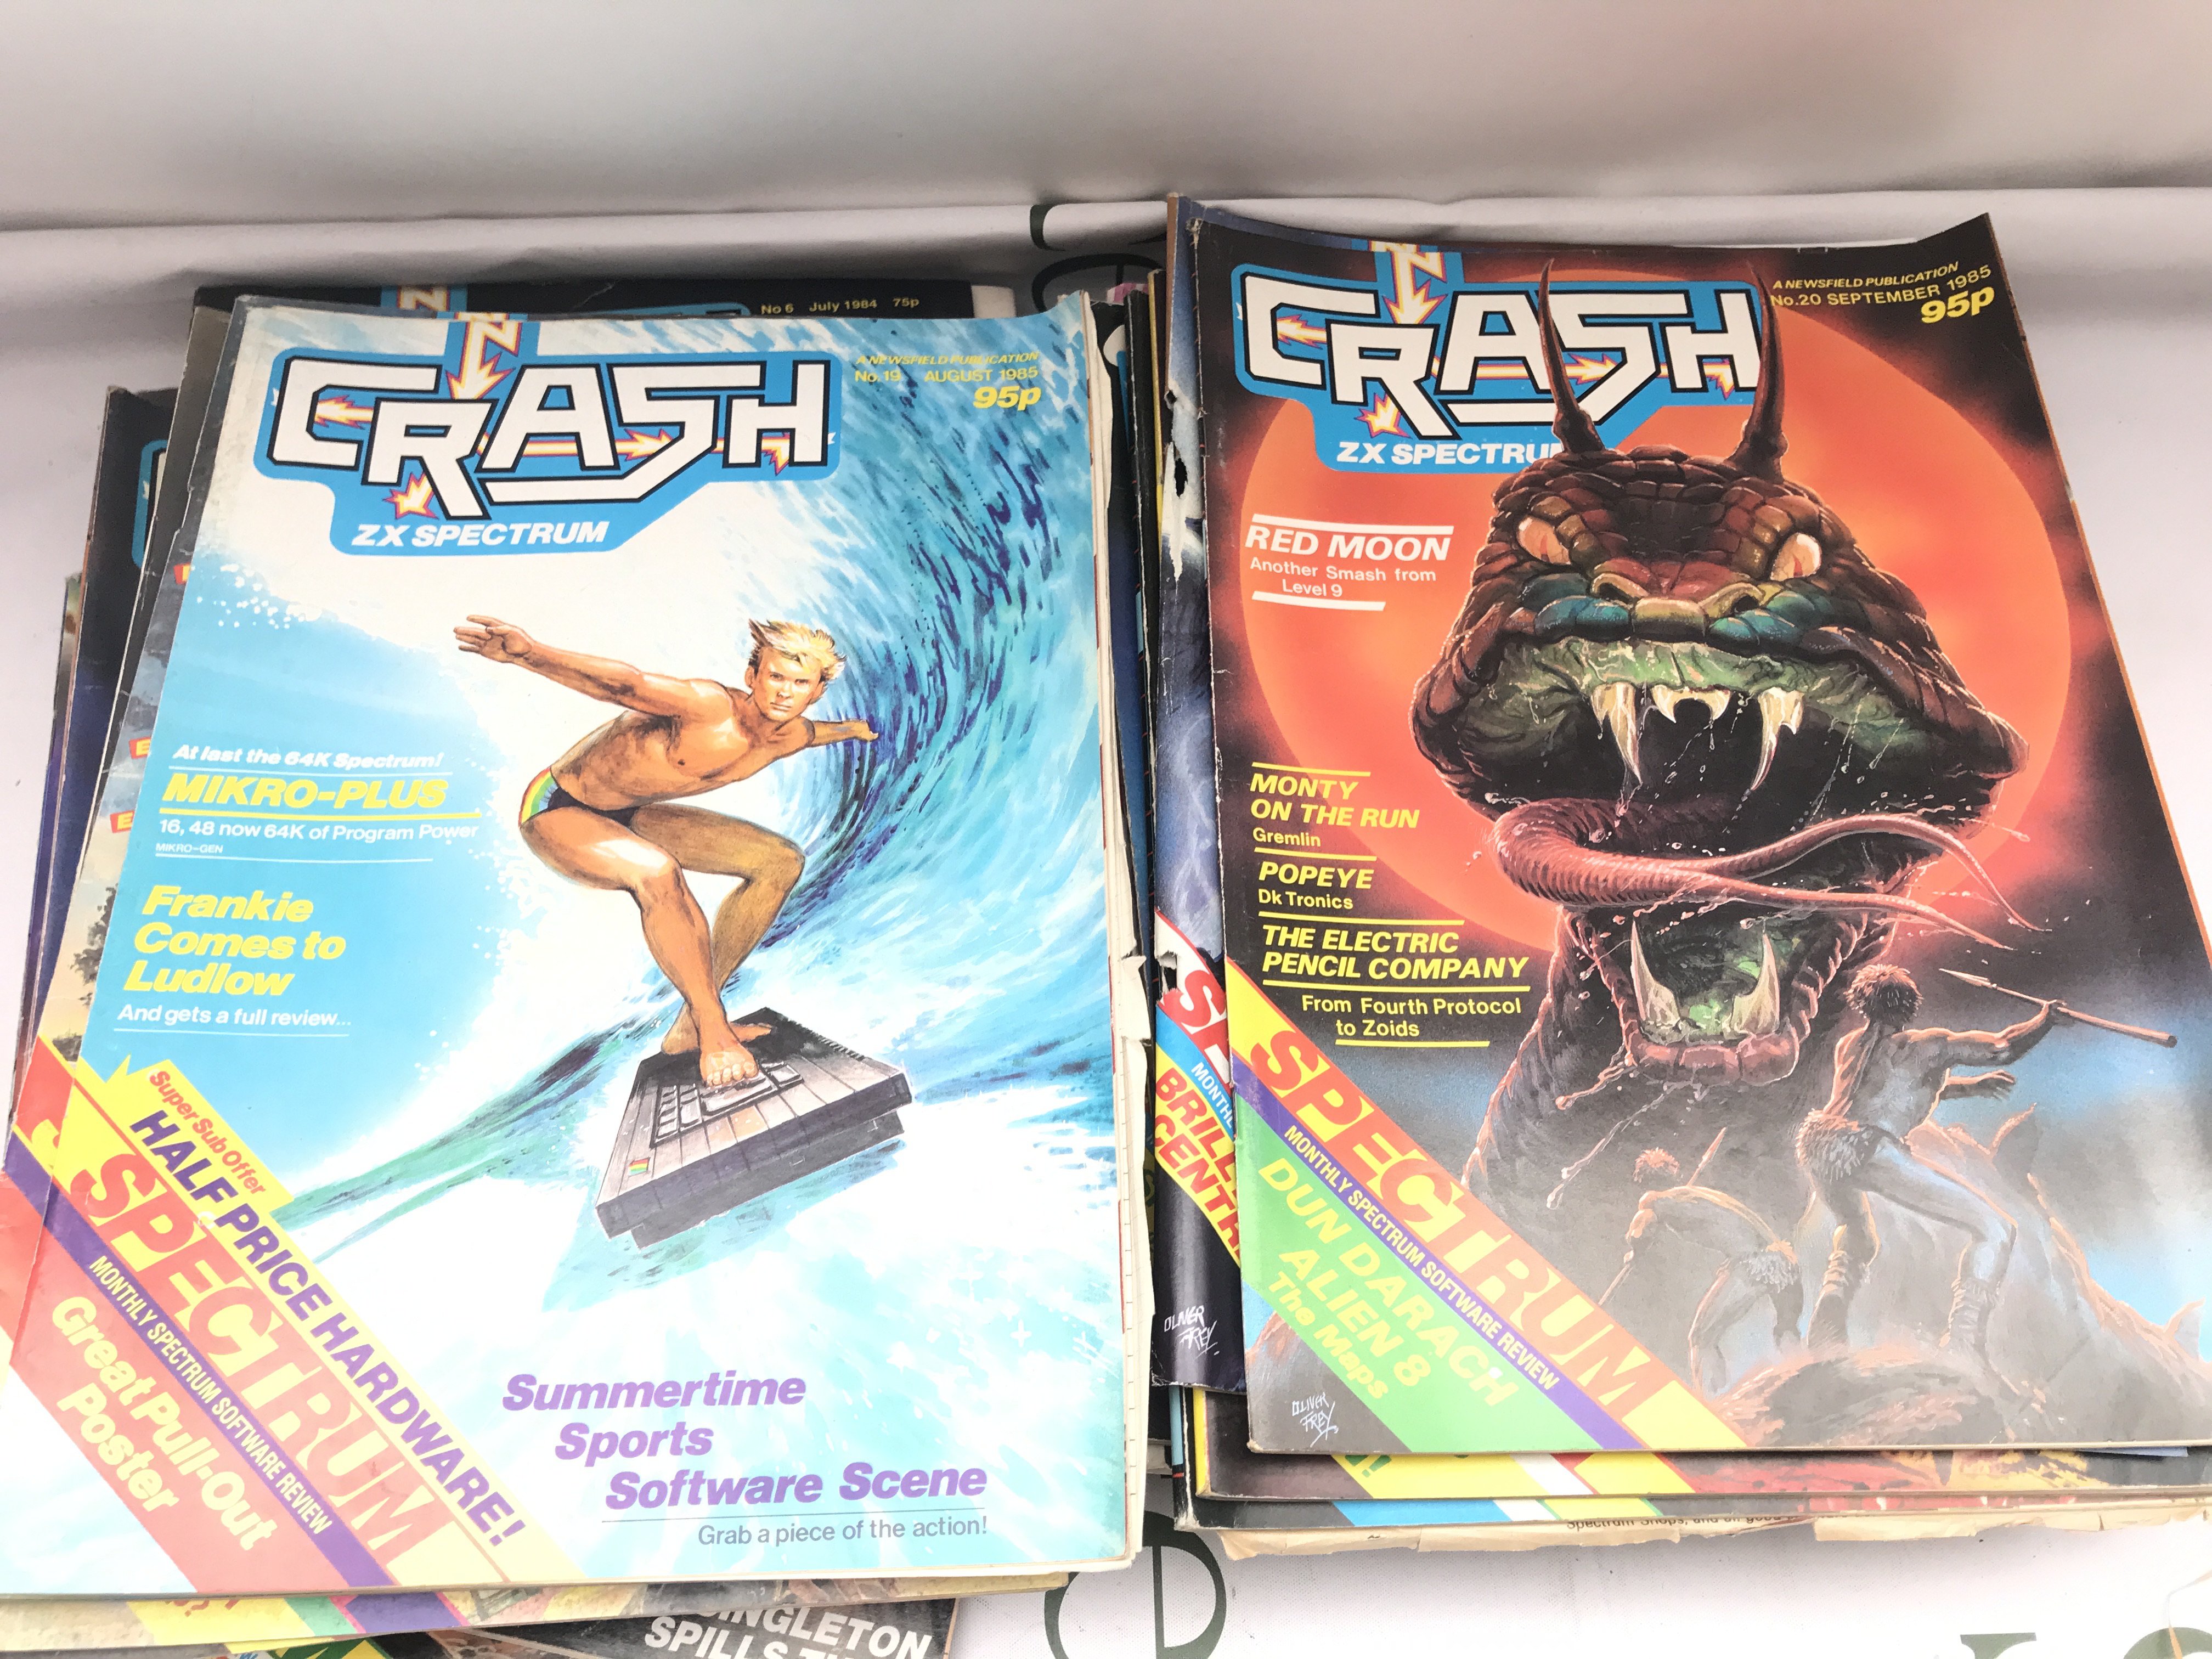 No 6 July 1984 75p
CRASH
ZX SPECTRUM
A NEWSFIELD PUBLICATION
No.19 AUGUST 1985
95p
At last the 64K Spectrum!
MIKRO-PLUS
16, 48 now 64K of Program Power
MIKRO-GEN
Frankie
Comes to
Ludlow
And gets a full review...
Super Sub Offer
HALF PRICE HARDWARE!
SPECTRUM
MONTHLY SPECTRUM SOFTWARE REVIEW
Great Pull-Out
Poster
Summertime
Sports
Software Scene
Grab a piece of the action!
SPILLS
CRASH
ZX SPECTRU
A NEWSFIELD PUBLICATION
No.20 SEPTEMBER 1985
95p
RED MOON
Another Smash from
Level 9
MONTY
ON THE RUN
Gremlin
POPEYE
Dk Tronics
THE ELECTRIC
PENCIL COMPANY
From Fourth Protocol
to Zoids
SPECTRUM
MONTHLY SPECTRUM SOFTWARE REVIEW
DUN DARACH
ALIEN 8
The Maps
OLIVER
FREY
OLIVER
FREY